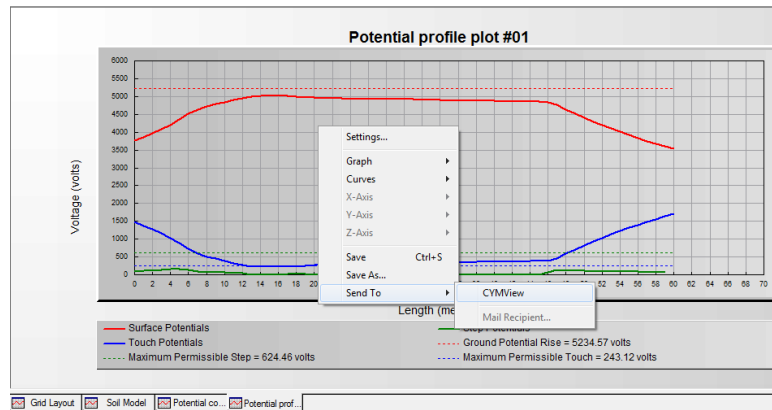 Potential profile plot #01
6000
5500
5000
4500
4000
3500
3000
2500
2000
1500
1000
500
0
Voltage (volts)
0 2 4 6 8 10 12 14 16 18 20 48 50 52 54 56 58 60 62 64 66 68 70
Length (me
Settings...
Graph
Curves
X-Axis
Y-Axis
Z-Axis
Save Ctrl+S
Save As...
Send To
CYMView
Mail Recipient...
Surface Potentials
Step Potentials
Touch Potentials
Ground Potential Rise = 5234.57 volts
Maximum Permissible Step = 624.46 volts
Maximum Permissible Touch = 243.12 volts
Grid Layout Soil Model Potential co... Potential prof...